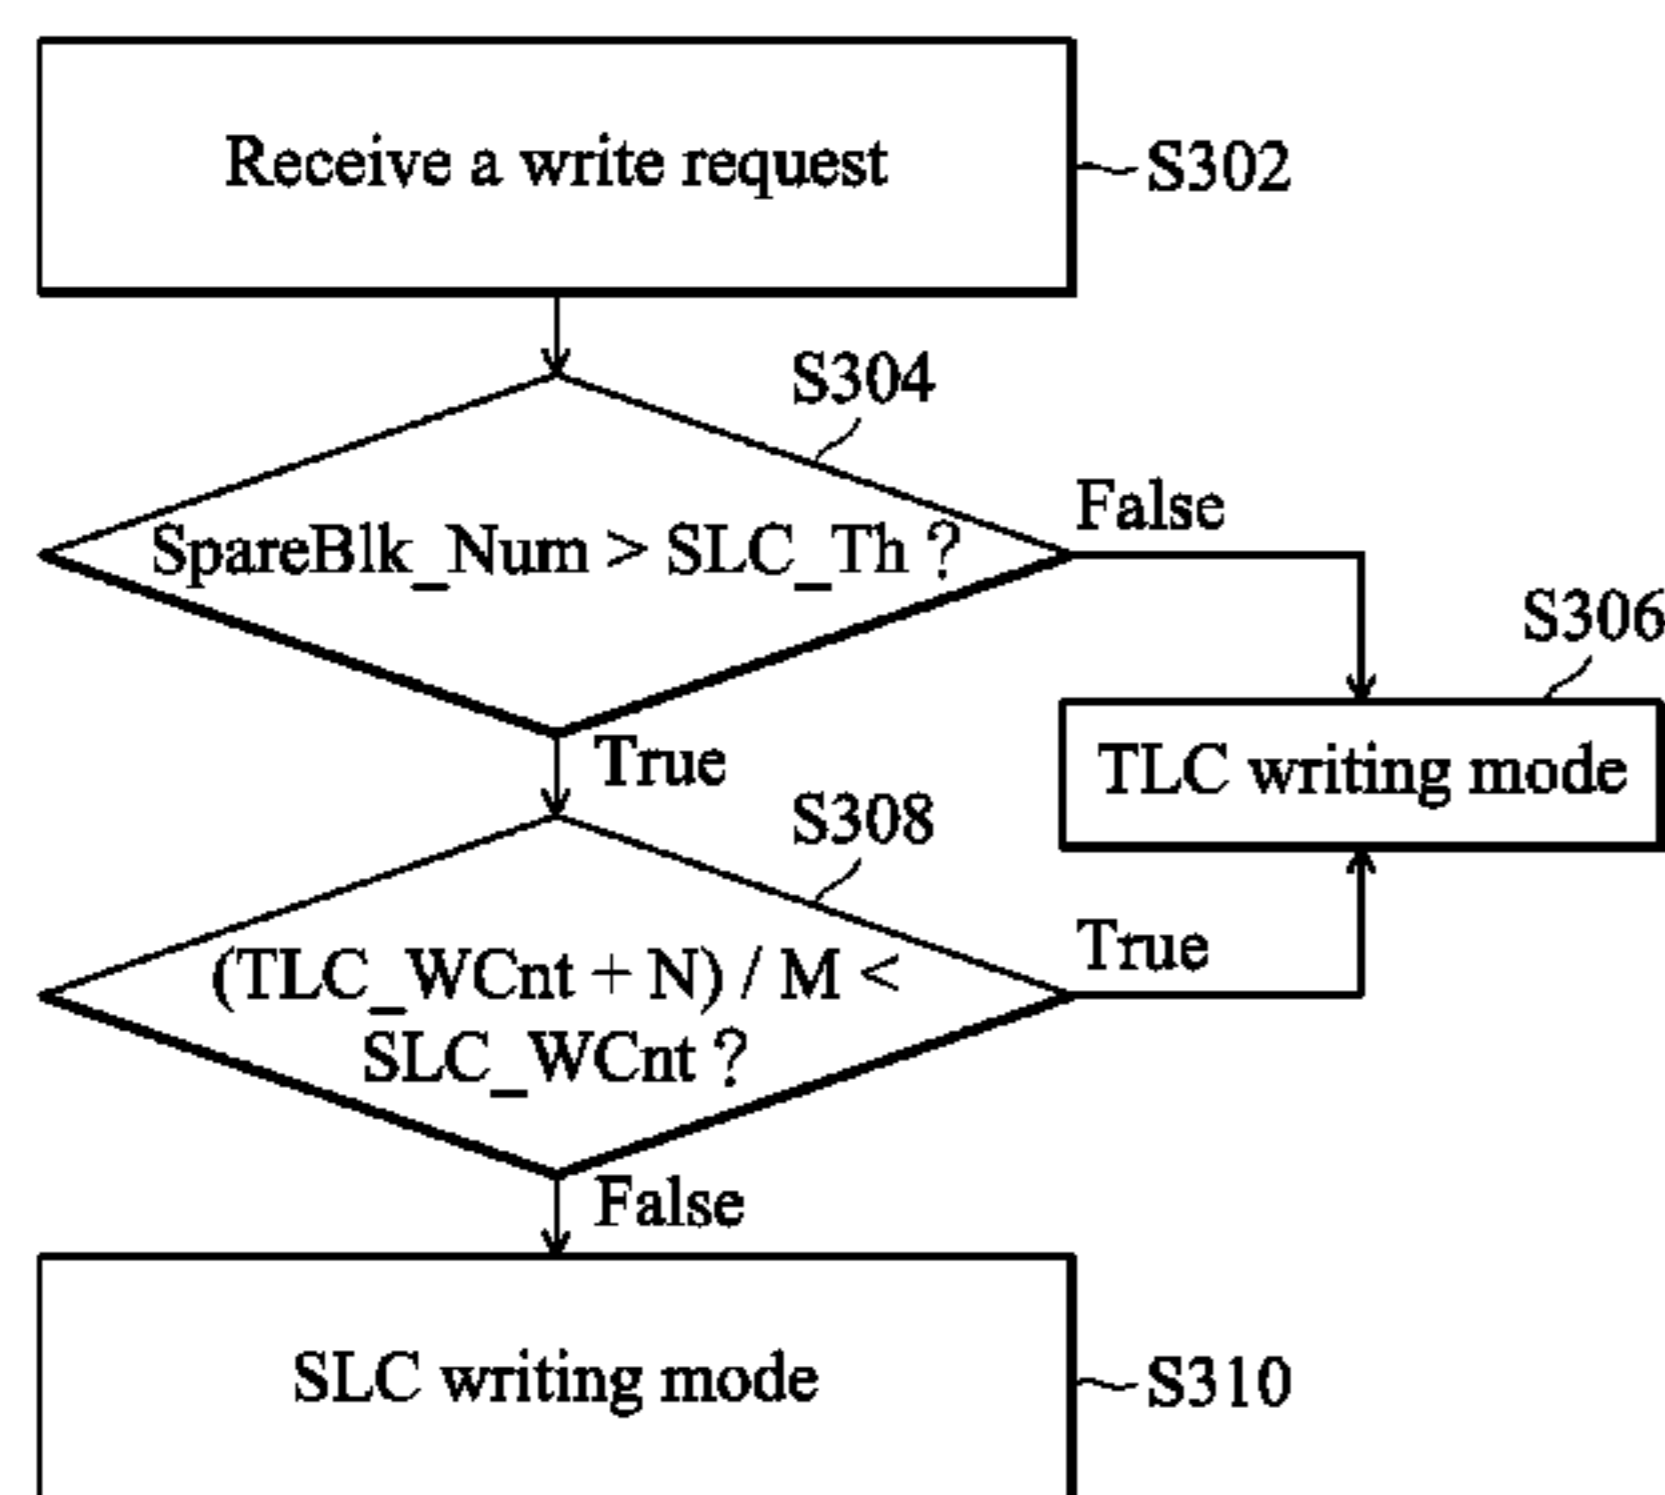 Receive a write request
S302
S304
SpareBlk_Num > SLC_Th ?
False
S306
TLC writing mode
True
S308
(TLC_WCnt + N) / M <
SLC_WCnt ?
True
False
SLC writing mode
S310